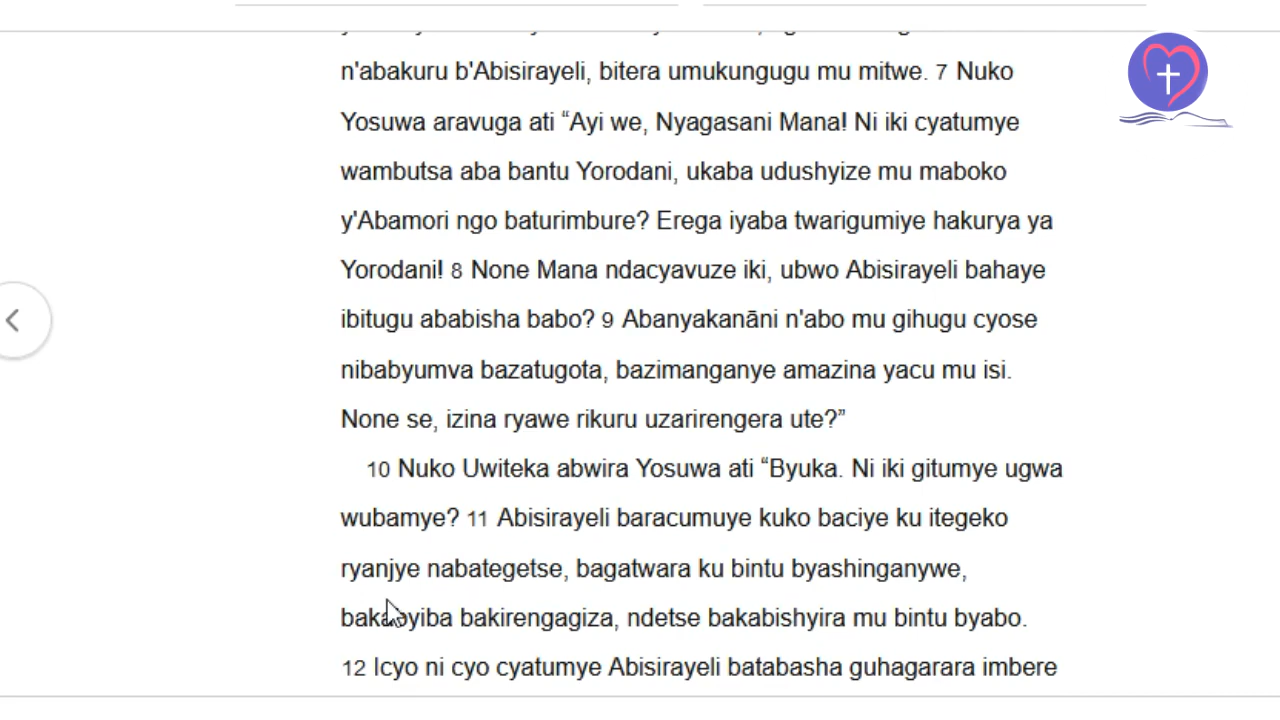 n'abakuru b'Abisirayeli, bitera umukungugu mu mitwe. 7 Nuko
Yosuwa aravuga ati “Ayi we, Nyagasani Mana! Ni iki cyatumye
wambutsa aba bantu Yorodani, ukaba udushyize mu maboko
y'Abamori ngo baturimbure? Erega iyaba twarigumiye hakurya ya
Yorodani! 8 None Mana ndacyavuze iki, ubwo Abisirayeli bahaye
ibitugu ababisha babo? 9 Abanyakanāni n'abo mu gihugu cyose
nibabyumva bazatugota, bazimanganye amazina yacu mu isi.
None se, izina ryawe rikuru uzarirengera ute?”
10 Nuko Uwiteka abwira Yosuwa ati “Byuka. Ni iki gitumye ugwa
wubamye? 11 Abisirayeli baracumuye kuko baciye ku itegeko
ryanjye nabategetse, bagatwara ku bintu byashinganywe,
bakabyiba bakirengagiza, ndetse bakabishyira mu bintu byabo.
12 Icyo ni cyo cyatumye Abisirayeli batabasha guhagarara imbere